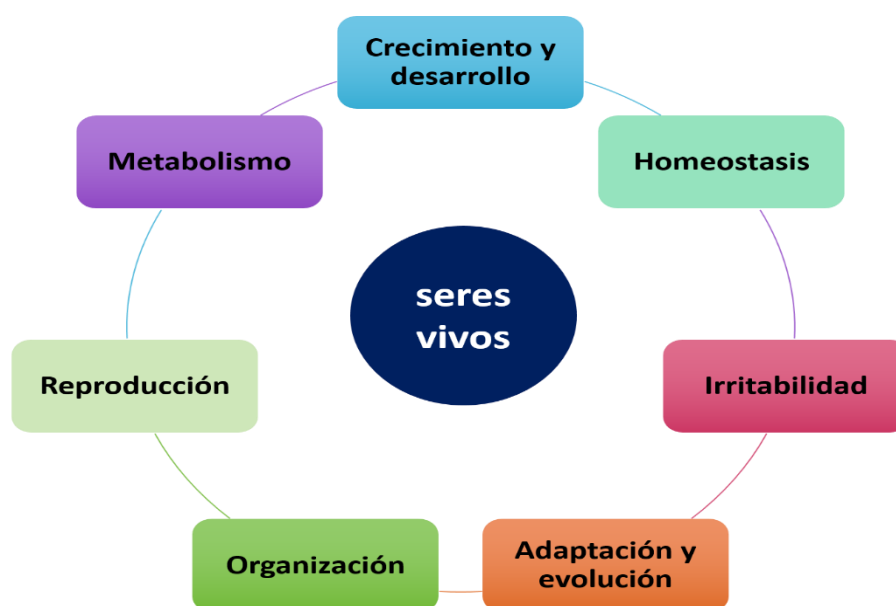 Crecimiento y
desarrollo
Metabolismo
Homeostasis
seres
vivos
Reproducción
Irritabilidad
Organización
Adaptación y
evolución